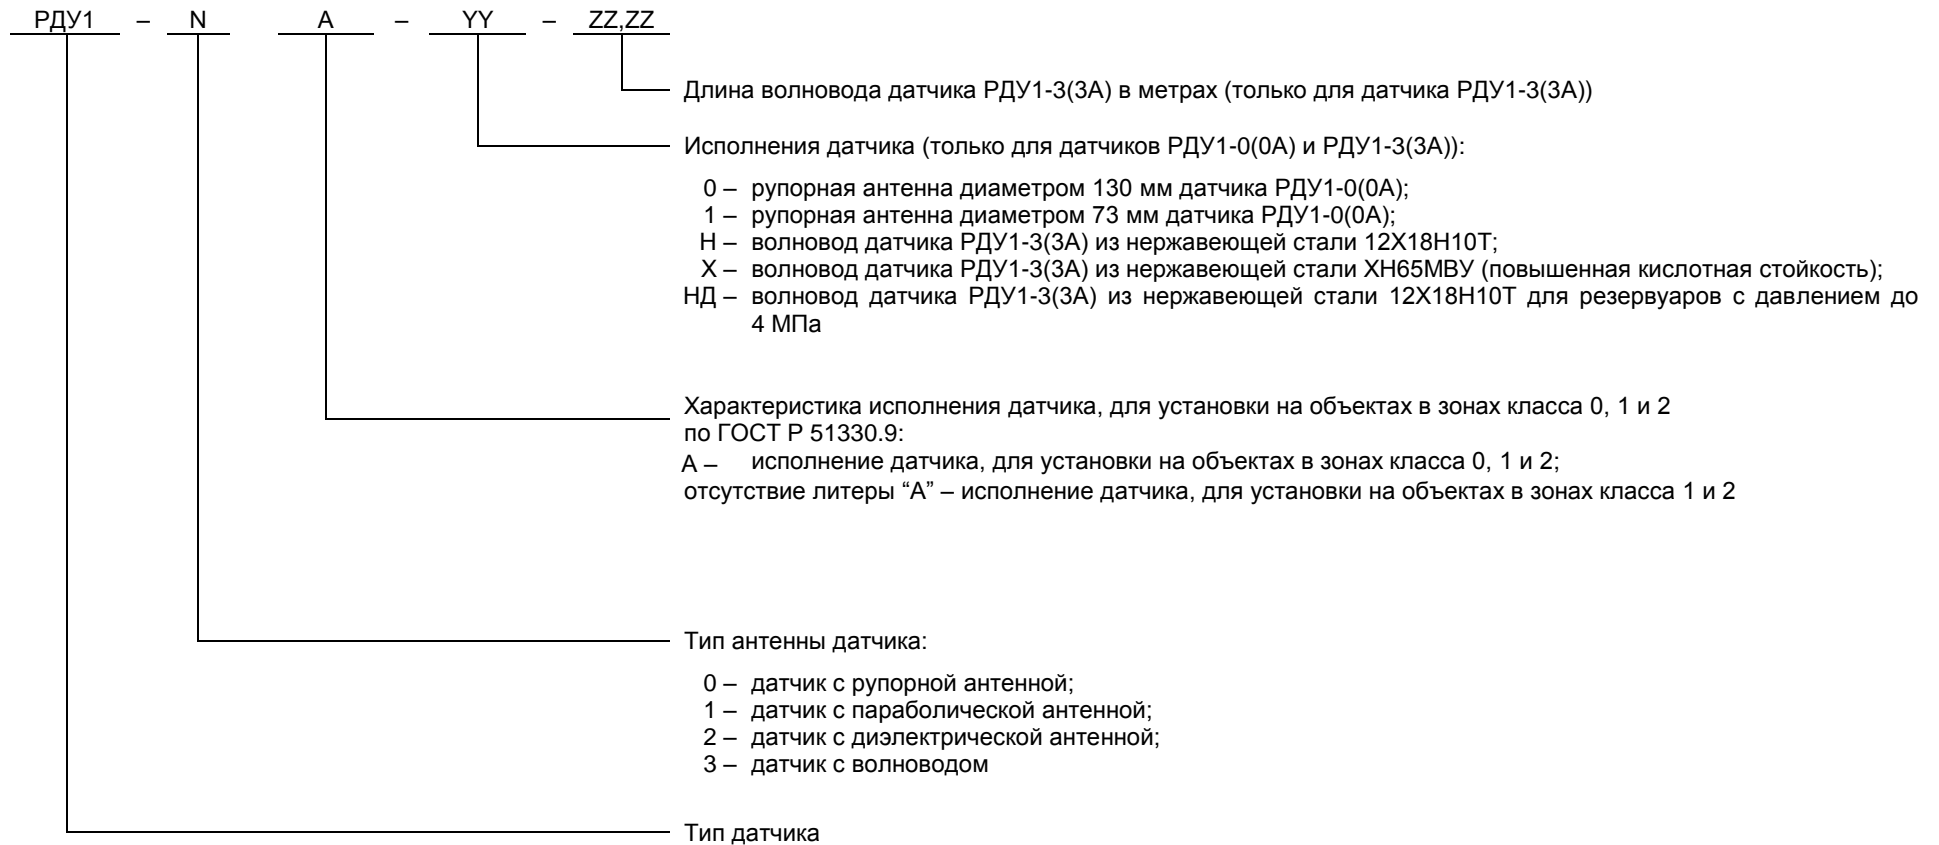 РДУ1 – N A – YY – ZZ,ZZ
Длина волновода датчика РДУ1-3(3А) в метрах (только для датчика РДУ1-3(3А))
Исполнения датчика (только для датчиков РДУ1-0(0А) и РДУ1-3(3А)):
0 – рупорная антенна диаметром 130 мм датчика РДУ1-0(0А);
1 – рупорная антенна диаметром 73 мм датчика РДУ1-0(0А);
Н – волновод датчика РДУ1-3(3А) из нержавеющей стали 12Х18Н10Т;
Х – волновод датчика РДУ1-3(3А) из нержавеющей стали ХН65МВУ (повышенная кислотная стойкость);
НД – волновод датчика РДУ1-3(3А) из нержавеющей стали 12Х18Н10Т для резервуаров с давлением до
4 МПа
Характеристика исполнения датчика, для установки на объектах в зонах класса 0, 1 и 2
по ГОСТ Р 51330.9:
А – исполнение датчика, для установки на объектах в зонах класса 0, 1 и 2;
отсутствие литеры “А” – исполнение датчика, для установки на объектах в зонах класса 1 и 2
Тип антенны датчика:
0 – датчик с рупорной антенной;
1 – датчик с параболической антенной;
2 – датчик с диэлектрической антенной;
3 – датчик с волноводом
Тип датчика